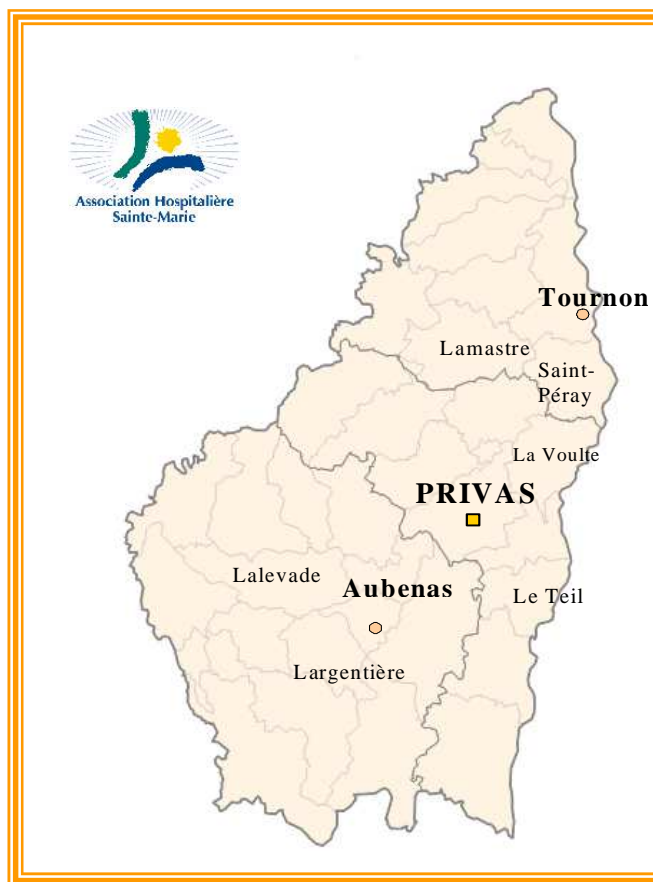 Association Hospitalière
Sainte-Marie
Tournon
Lamastre
Saint-
Péray
La Voulte
PRIVAS
Lalevade
Aubenas
Le Teil
Largentière